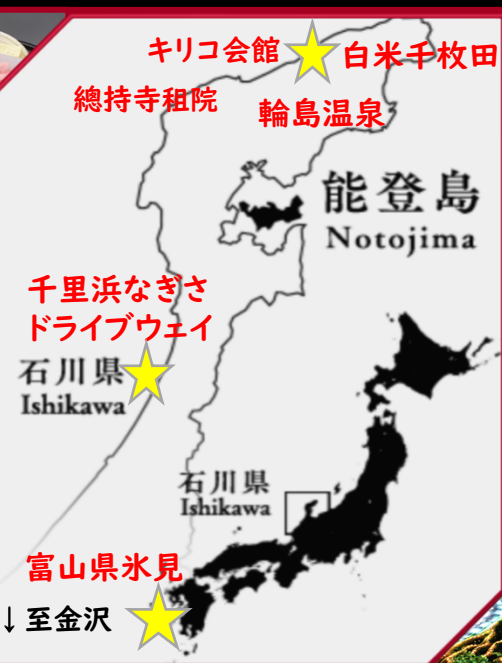 キリコ会館
白米千枚田
總持寺祖院
輪島温泉
能登島
Notojima
千里浜なぎさ
ドライブウェイ
石川県
Ishikawa
石川県
Ishikawa
富山県氷見
↓至金沢